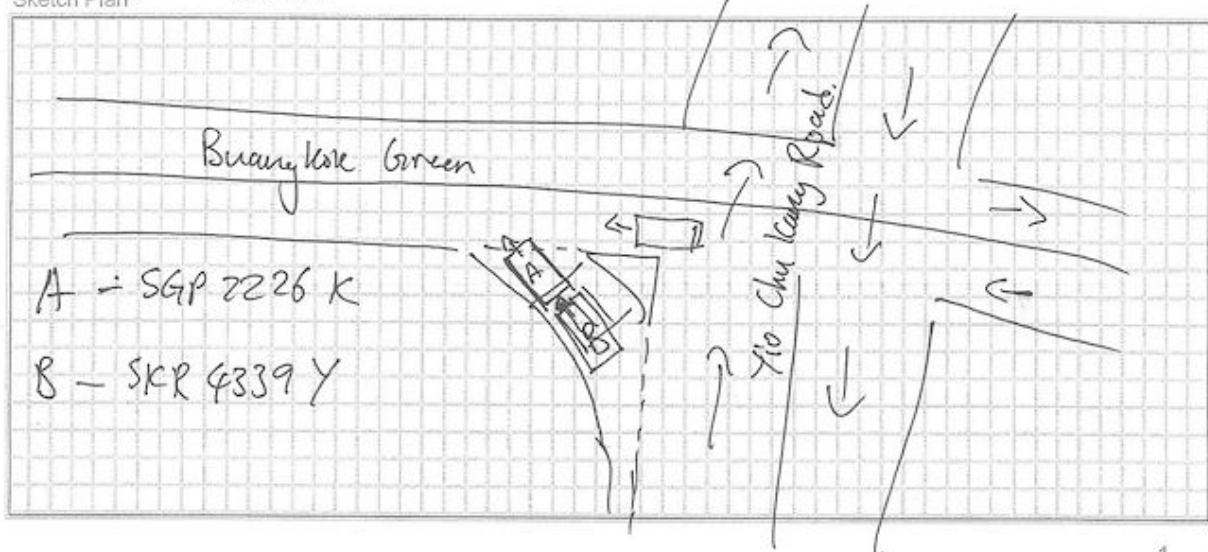 Sketch Plan
Buangkok Green
Yio Chu Kang Road.
A - SGP 2226 K
A
B
B - SKR 4339 Y